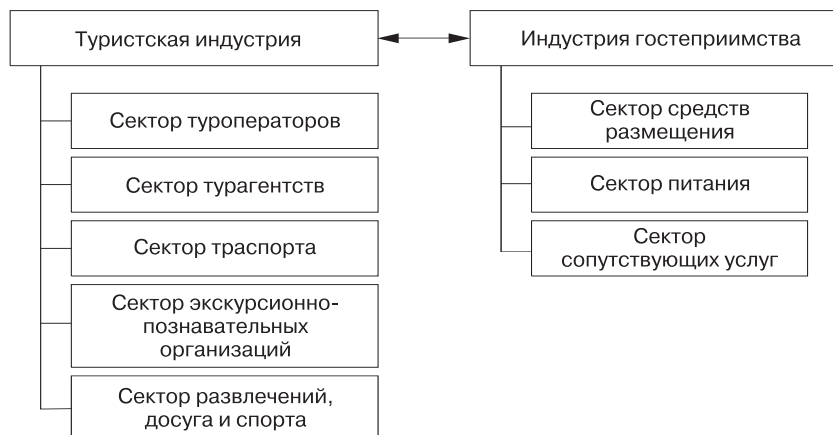 Туристская индустрия
Индустрия гостеприимства
Сектор туроператоров
Сектор турагентств
Сектор траспорта
Сектор экскурсионно-
познавательных
организаций
Сектор развлечений,
досуга и спорта
Сектор средств
размещения
Сектор питания
Сектор
сопутствующих услуг